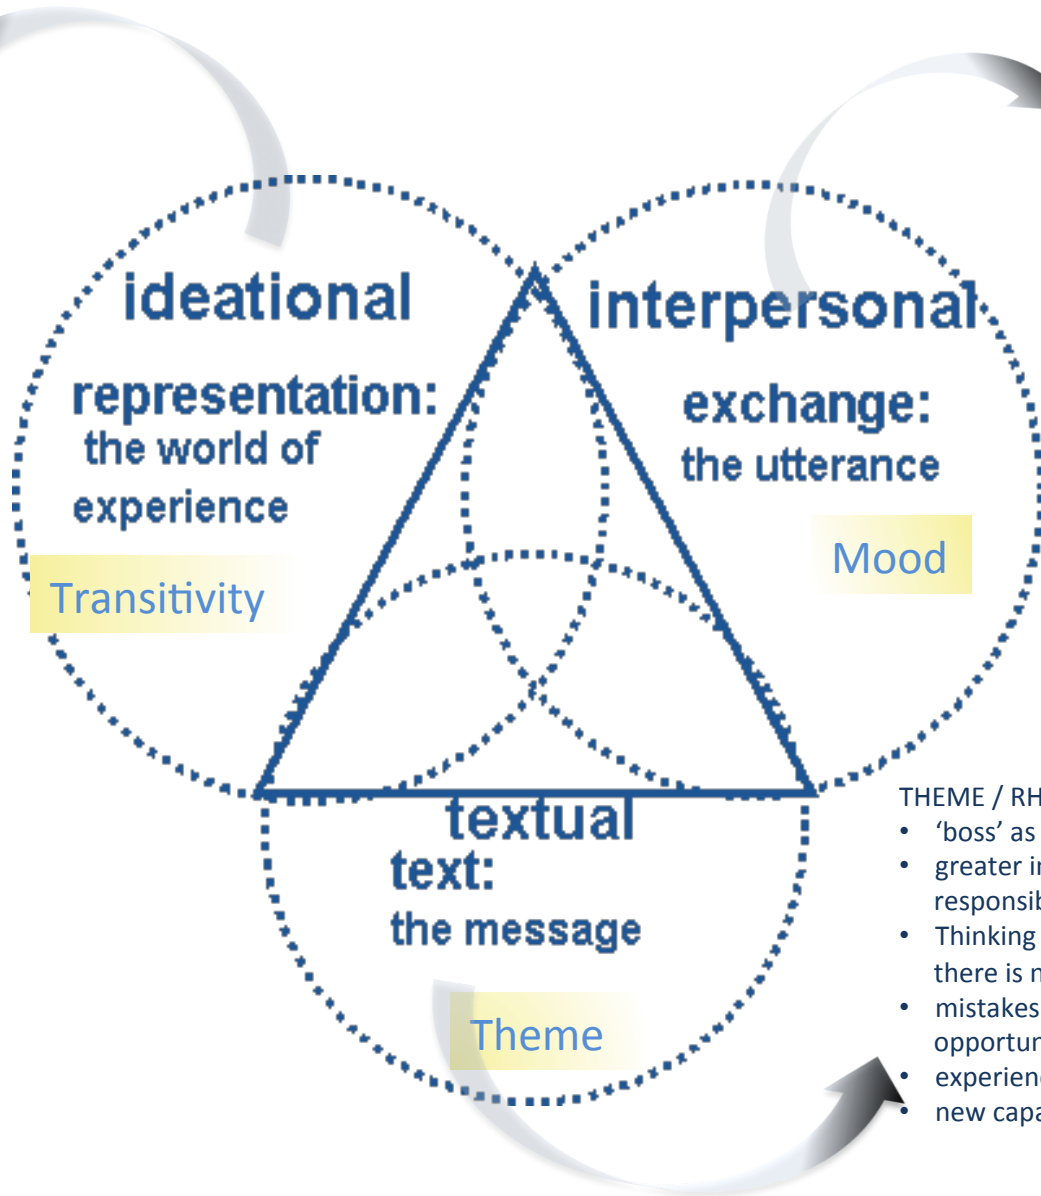 ideational
representation:
the world of
experience
Transitivity
interpersonal
exchange:
the utterance
Mood
textual
text:
the message
Theme
THEME / RH
• ‘boss’ as
• greater
responsib
• Thinking
there is
• mistakes
opportun
• experienc
• new capa